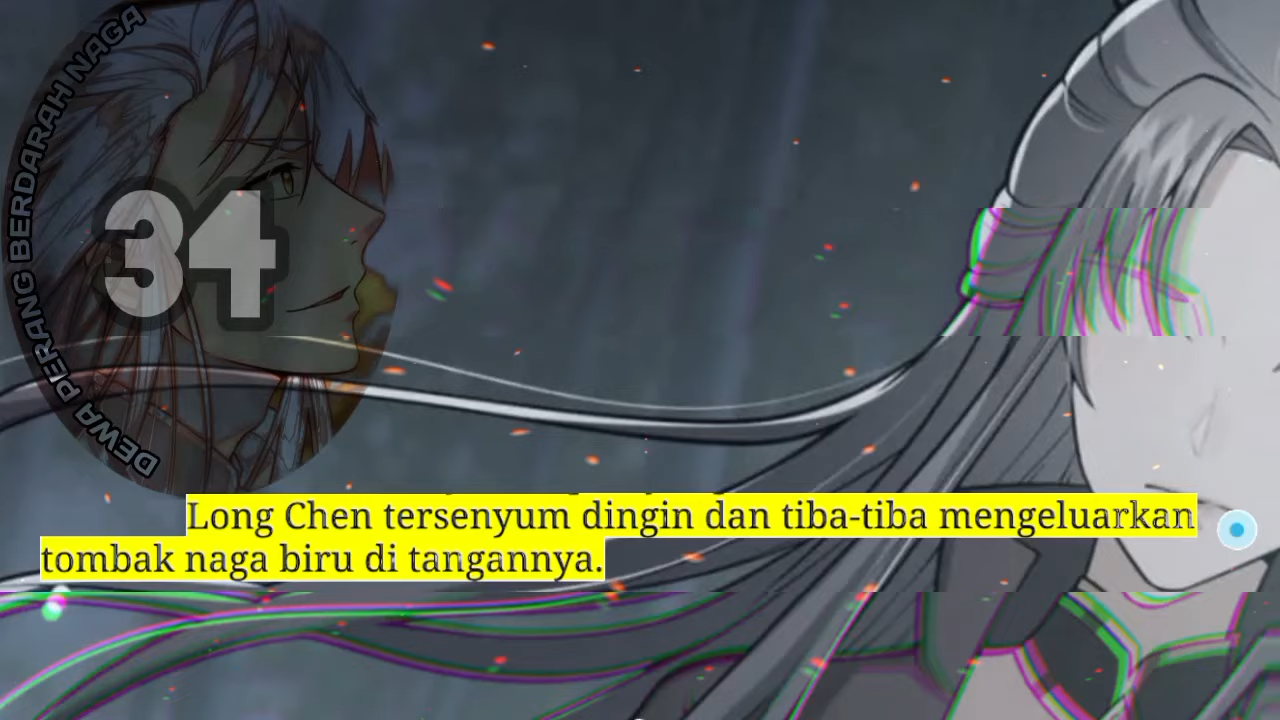 DEWA PERANG BERDARAH NAGA
34
Long Chen tersenyum dingin dan tiba-tiba mengeluarkan
tombak naga biru di tangannya.